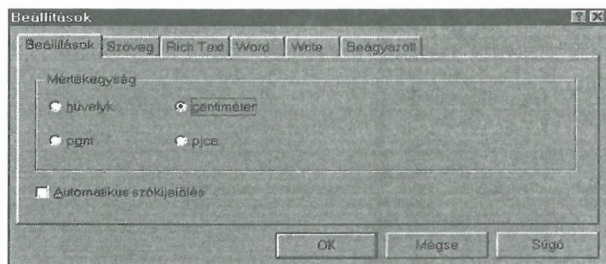 Beállítások
Beállítások Szöveg Rich Text Word Write Beágyazott
Mértékegység
hüvelyk centiméter
pont pica
Automatikus szókijelölés
OK Mégse Súgó